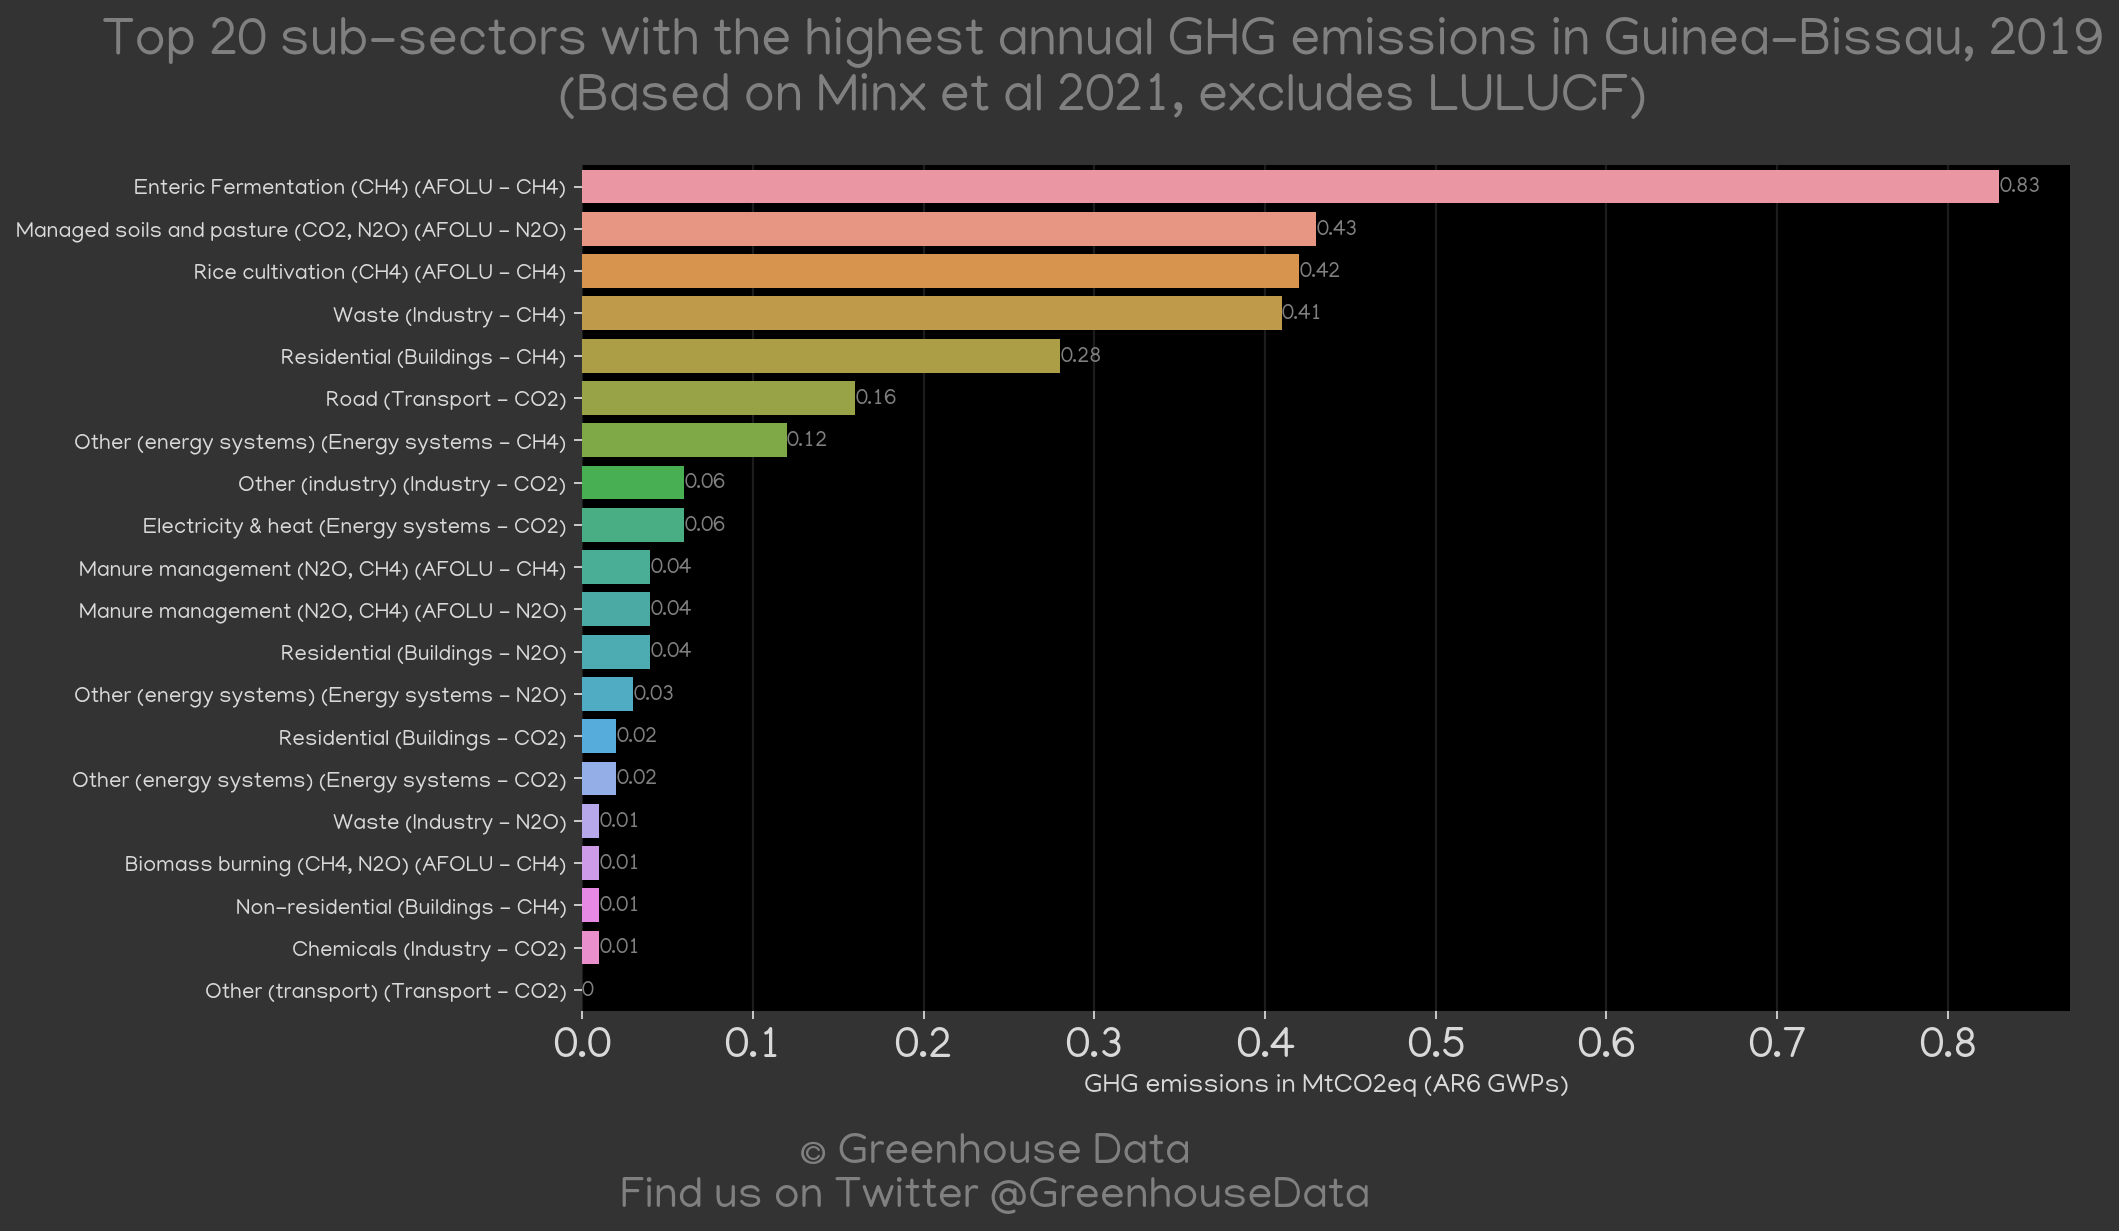 Top 20 sub-sectors with the highest annual GHG emissions in Guinea-Bissau, 2019
(Based on Minx et al 2021, excludes LULUCF)
Enteric Fermentation (CH4) (AFOLU - CH4) 0.83
Managed soils and pasture (CO2, N2O) (AFOLU - N2O) 0.43
Rice cultivation (CH4) (AFOLU - CH4) 0.42
Waste (Industry - CH4) 0.41
Residential (Buildings - CH4) 0.28
Road (Transport - CO2) 0.16
Other (energy systems) (Energy systems - CH4) 0.12
Other (industry) (Industry - CO2) 0.06
Electricity & heat (Energy systems - CO2) 0.06
Manure management (N2O, CH4) (AFOLU - CH4) 0.04
Manure management (N2O, CH4) (AFOLU - N2O) 0.04
Residential (Buildings - N2O) 0.04
Other (energy systems) (Energy systems - N2O) 0.03
Residential (Buildings - CO2) 0.02
Other (energy systems) (Energy systems - CO2) 0.02
Waste (Industry - N2O) 0.01
Biomass burning (CH4, N2O) (AFOLU - CH4) 0.01
Non-residential (Buildings - CH4) 0.01
Chemicals (Industry - CO2) 0.01
Other (transport) (Transport - CO2) 0
0.0 0.1 0.2 0.3 0.4 0.5 0.6 0.7 0.8
GHG emissions in MtCO2eq (AR6 GWPs)
© Greenhouse Data
Find us on Twitter @GreenhouseData